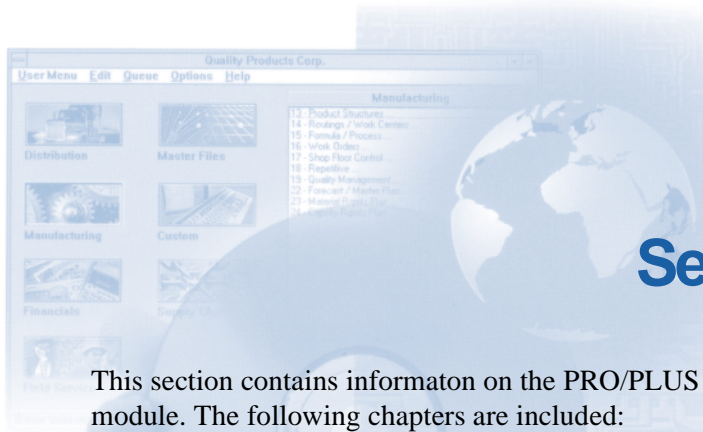 Quality Products Corp.
User Menu Edit Queue Options Help
Manufacturing
13 - Product Structures...
14 - Routings / Work Centers
15 - Formula / Process...
16 - Work Orders...
17 - Shop Floor Control...
18 - Repetitive...
19 - Quality Management...
22 - Forecast / Master Plan
Distribution
Master Files
Manufacturing
Custom
Financials
Se
This section contains informaton on the PRO/PLUS
module. The following chapters are included: